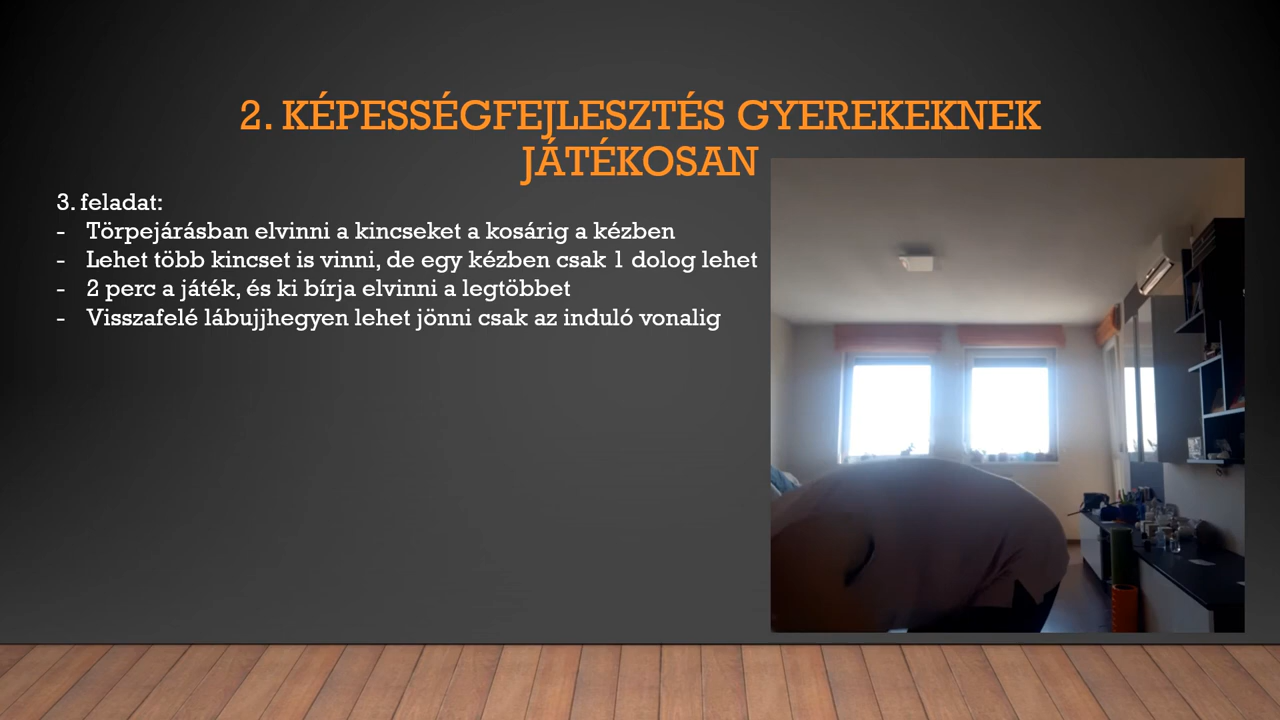 2. KÉPESSÉGFEJLESZTÉS GYEREKEKNEK
JÁTÉKOSAN
3. feladat:
- Törpejárásban elvinni a kincseket a kosárig a kézben
- Lehet több kincset is vinni, de egy kézben csak 1 dolog lehet
- 2 perc a játék, és ki bírja elvinni a legtöbbet
- Visszafelé lábujjhegyen lehet jönni csak az induló vonalig